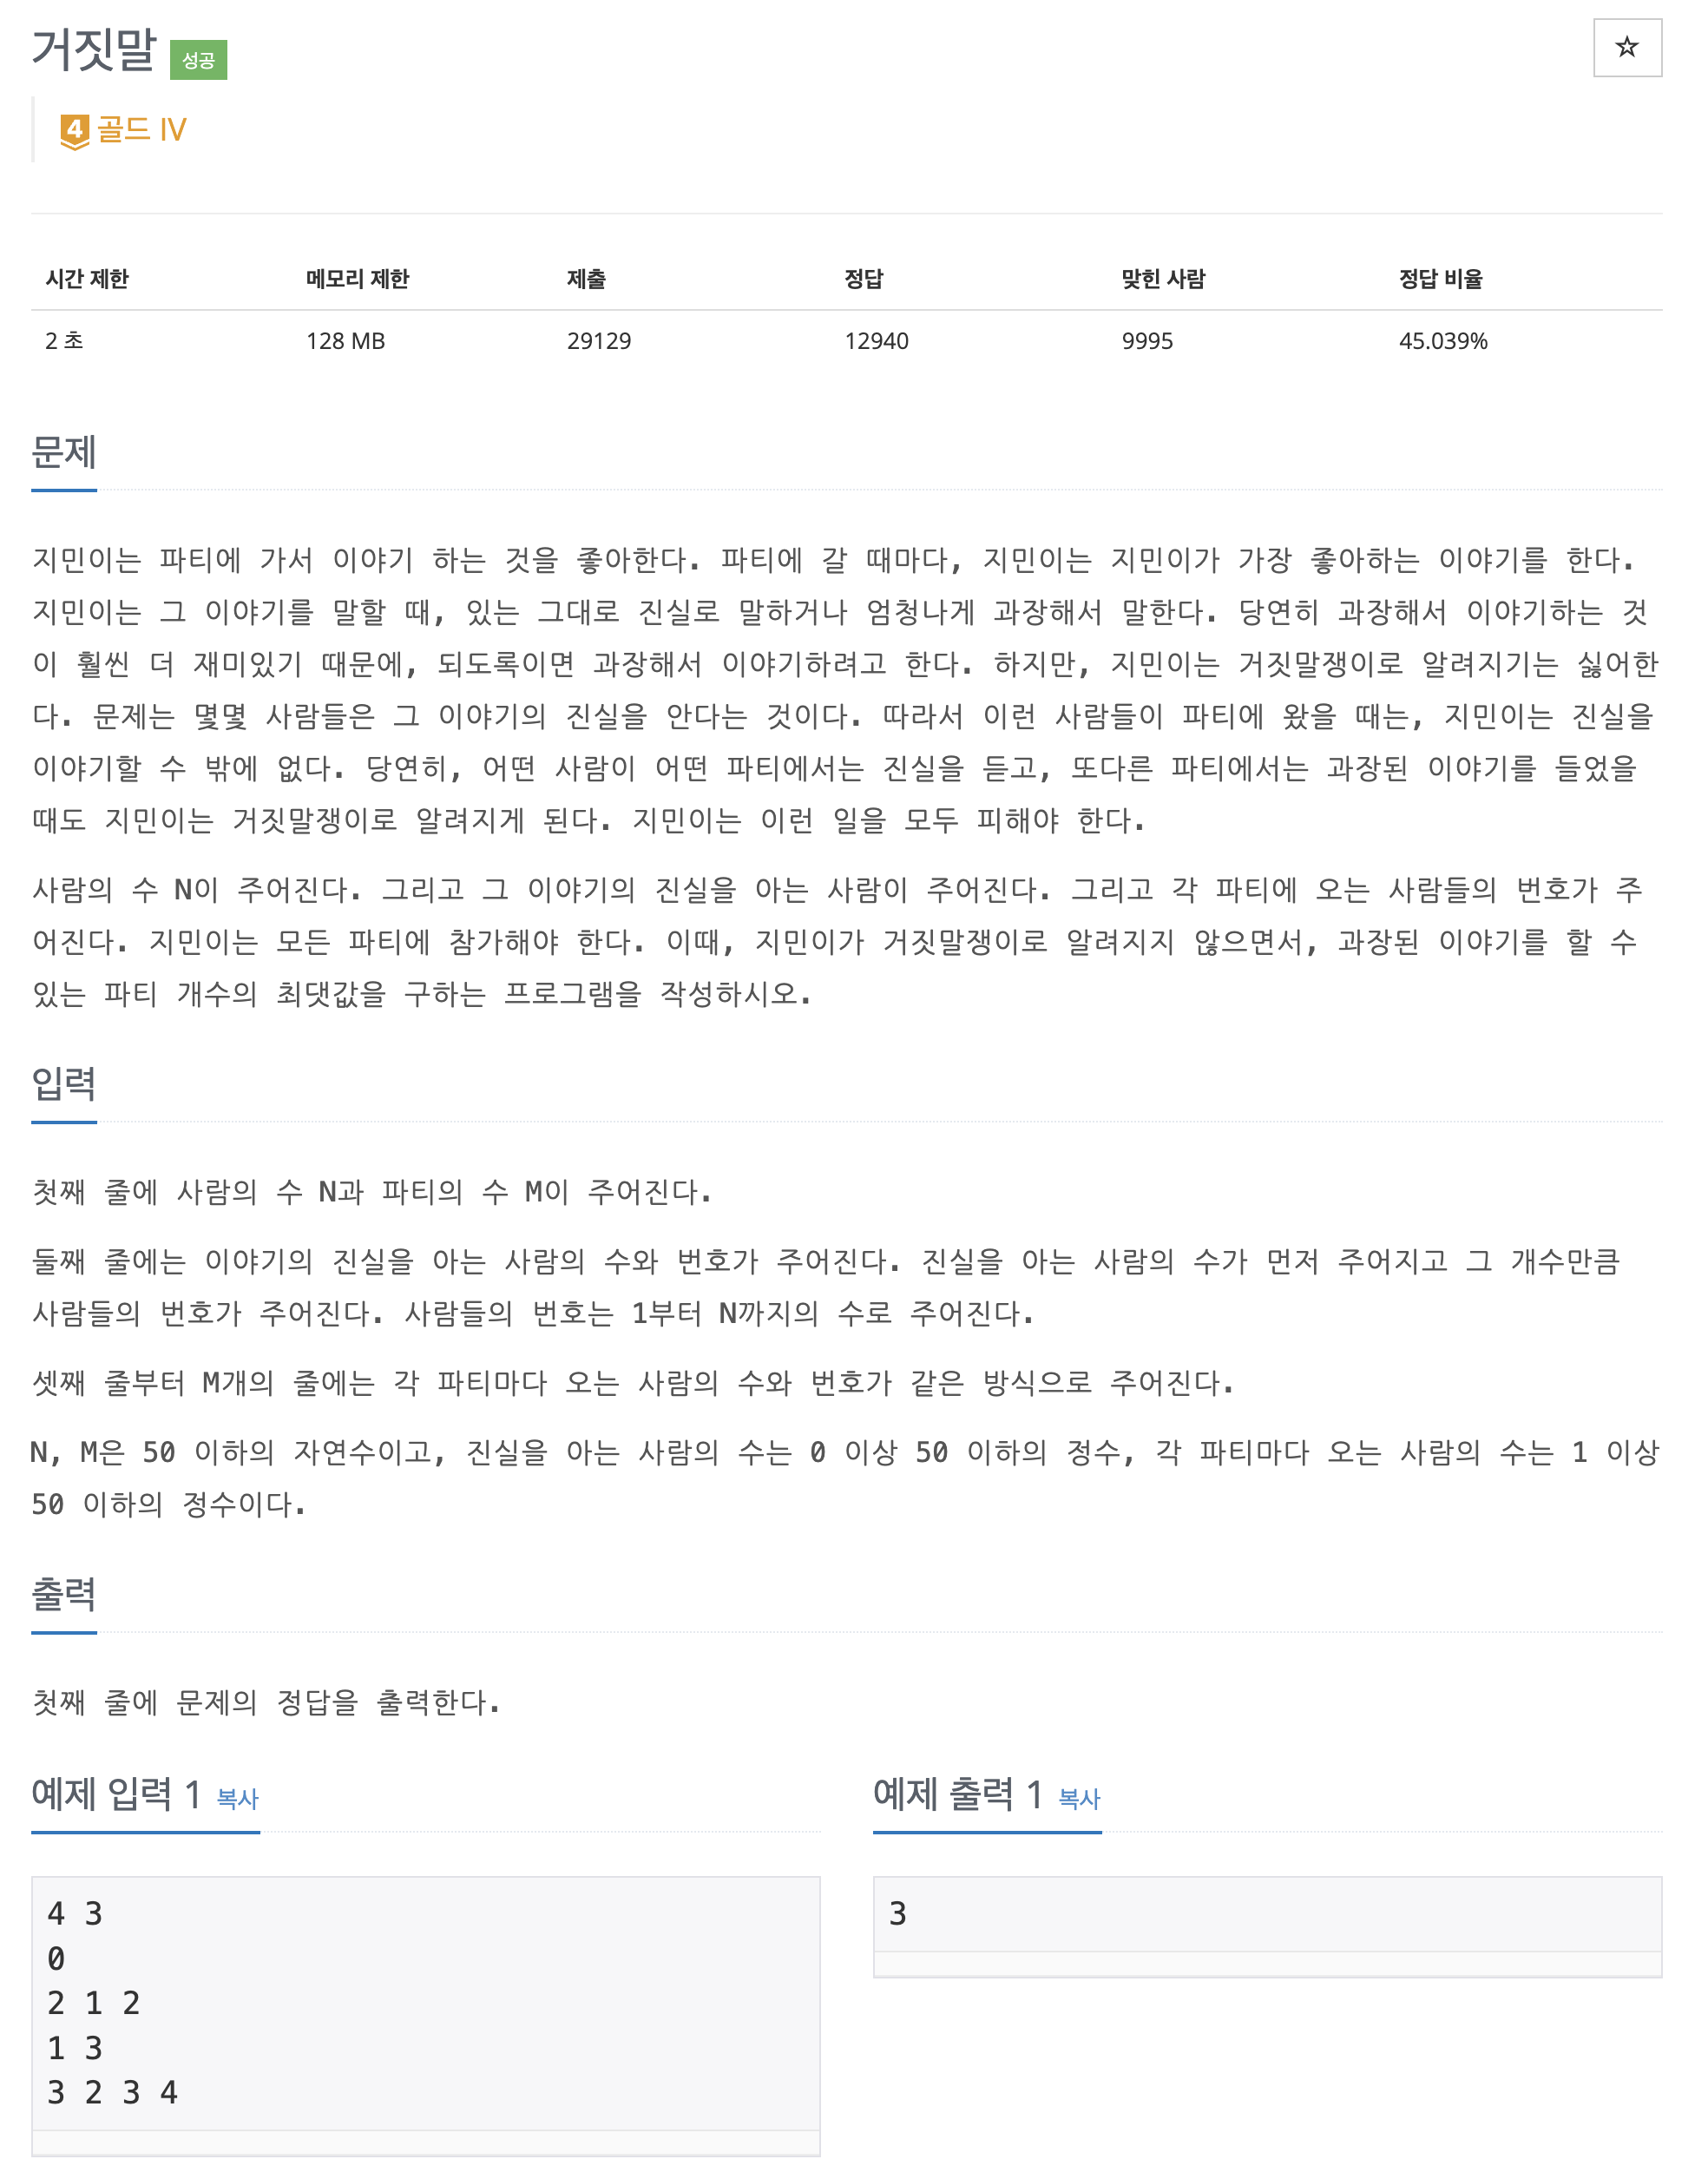 거짓말 성공
☆
4 골드 IV
시간 제한 메모리 제한 제출 정답 맞힌 사람 정답 비율
2 초 128 MB 29129 12940 9995 45.039%
문제
지민이는 파티에 가서 이야기 하는 것을 좋아한다. 파티에 갈 때마다, 지민이는 지민이가 가장 좋아하는 이야기를 한다.
지민이는 그 이야기를 말할 때, 있는 그대로 진실로 말하거나 엄청나게 과장해서 말한다. 당연히 과장해서 이야기하는 것
이 훨씬 더 재미있기 때문에, 되도록이면 과장해서 이야기하려고 한다. 하지만, 지민이는 거짓말쟁이로 알려지기는 싫어한
다. 문제는 몇몇 사람들은 그 이야기의 진실을 안다는 것이다. 따라서 이런 사람들이 파티에 왔을 때는, 지민이는 진실을
이야기할 수 밖에 없다. 당연히, 어떤 사람이 어떤 파티에서는 진실을 듣고, 또다른 파티에서는 과장된 이야기를 들었을
때도 지민이는 거짓말쟁이로 알려지게 된다. 지민이는 이런 일을 모두 피해야 한다.
사람의 수 N이 주어진다. 그리고 그 이야기의 진실을 아는 사람이 주어진다. 그리고 각 파티에 오는 사람들의 번호가 주
어진다. 지민이는 모든 파티에 참가해야 한다. 이때, 지민이가 거짓말쟁이로 알려지지 않으면서, 과장된 이야기를 할 수
있는 파티 개수의 최댓값을 구하는 프로그램을 작성하시오.
입력
첫째 줄에 사람의 수 N과 파티의 수 M이 주어진다.
둘째 줄에는 이야기의 진실을 아는 사람의 수와 번호가 주어진다. 진실을 아는 사람의 수가 먼저 주어지고 그 개수만큼
사람들의 번호가 주어진다. 사람들의 번호는 1부터 N까지의 수로 주어진다.
셋째 줄부터 M개의 줄에는 각 파티마다 오는 사람의 수와 번호가 같은 방식으로 주어진다.
N, M은 50 이하의 자연수이고, 진실을 아는 사람의 수는 0 이상 50 이하의 정수, 각 파티마다 오는 사람의 수는 1 이상
50 이하의 정수이다.
출력
첫째 줄에 문제의 정답을 출력한다.
예제 입력 1 복사
4 3
0
2 1 2
1 3
3 2 3 4
예제 출력 1 복사
3